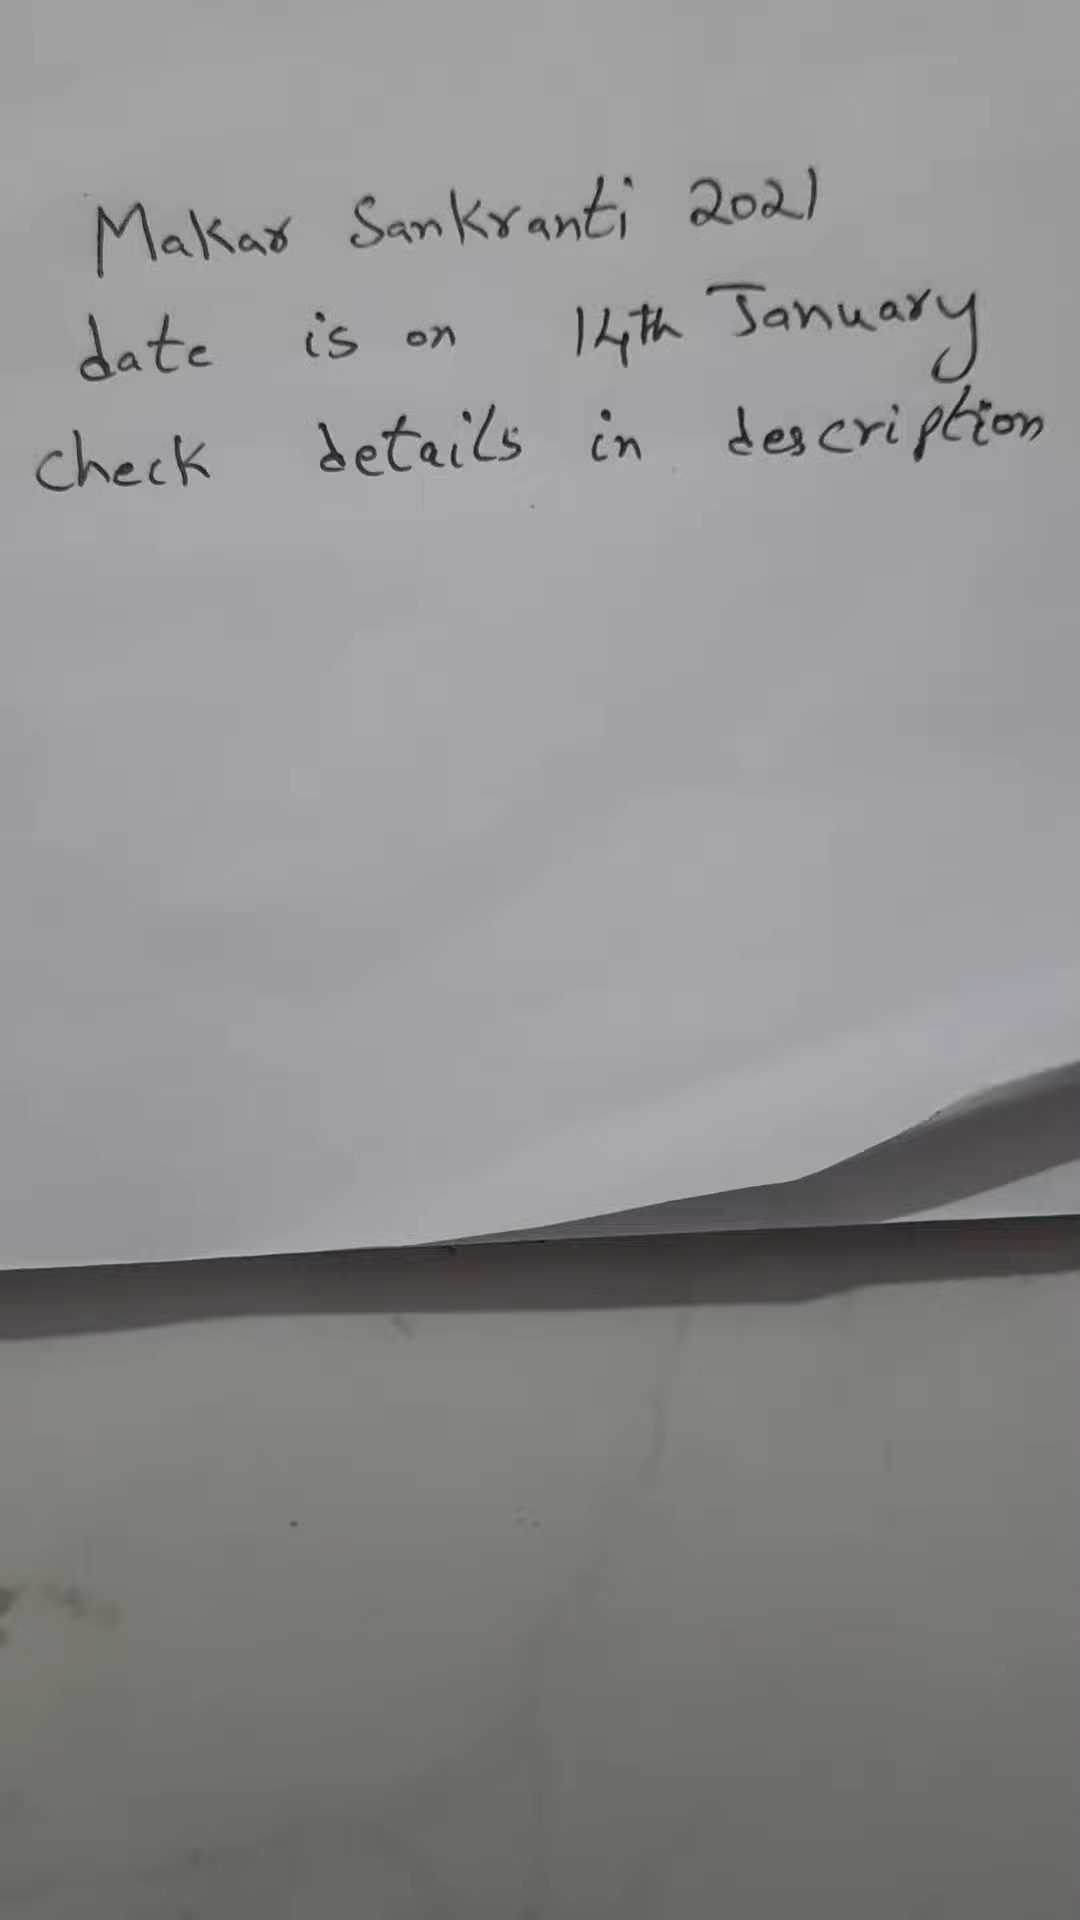 Makar Sankranti 2021
date is on 14th January
check details in description